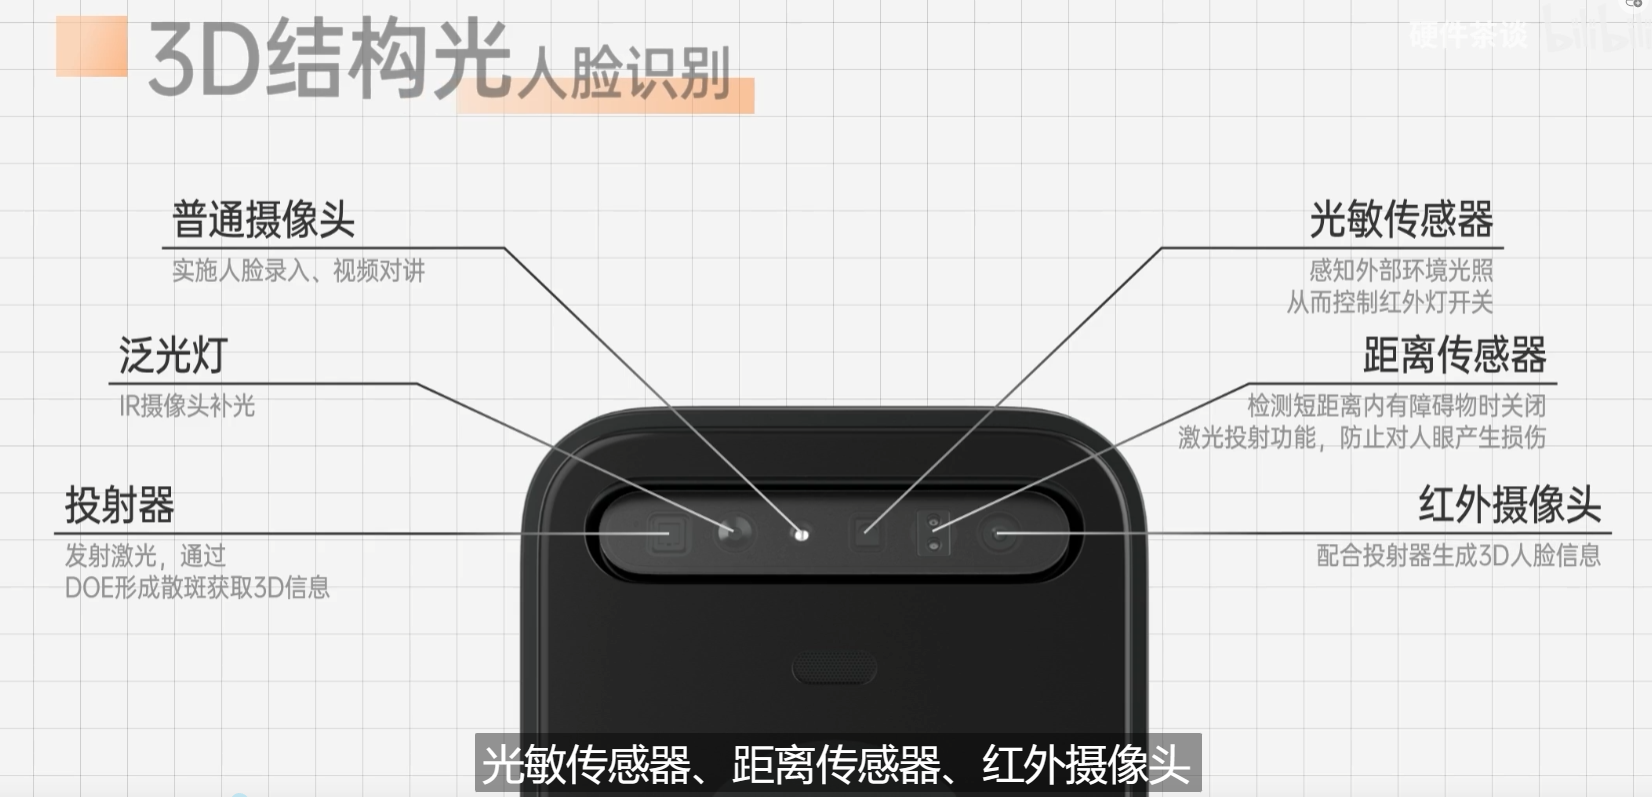 3D结构光人脸识别
硬件茶谈 bilibili
普通摄像头
实施人脸录入、视频对讲
泛光灯
IR摄像头补光
投射器
发射激光，通过
DOE形成散斑获取3D信息
光敏传感器
感知外部环境光照
从而控制红外灯开关
距离传感器
检测短距离内有障碍物时关闭
激光投射功能，防止对人眼产生损伤
红外摄像头
配合投射器生成3D人脸信息
光敏传感器、距离传感器、红外摄像头